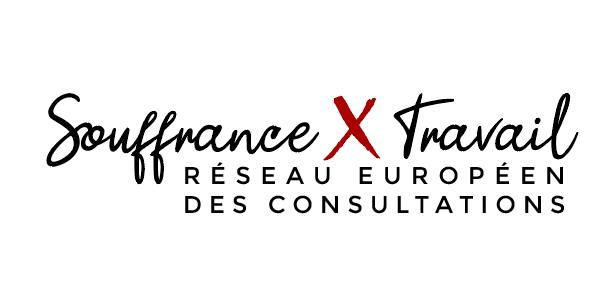 Souffrance X Travail
RÉSEAU EUROPÉEN
DES CONSULTATIONS